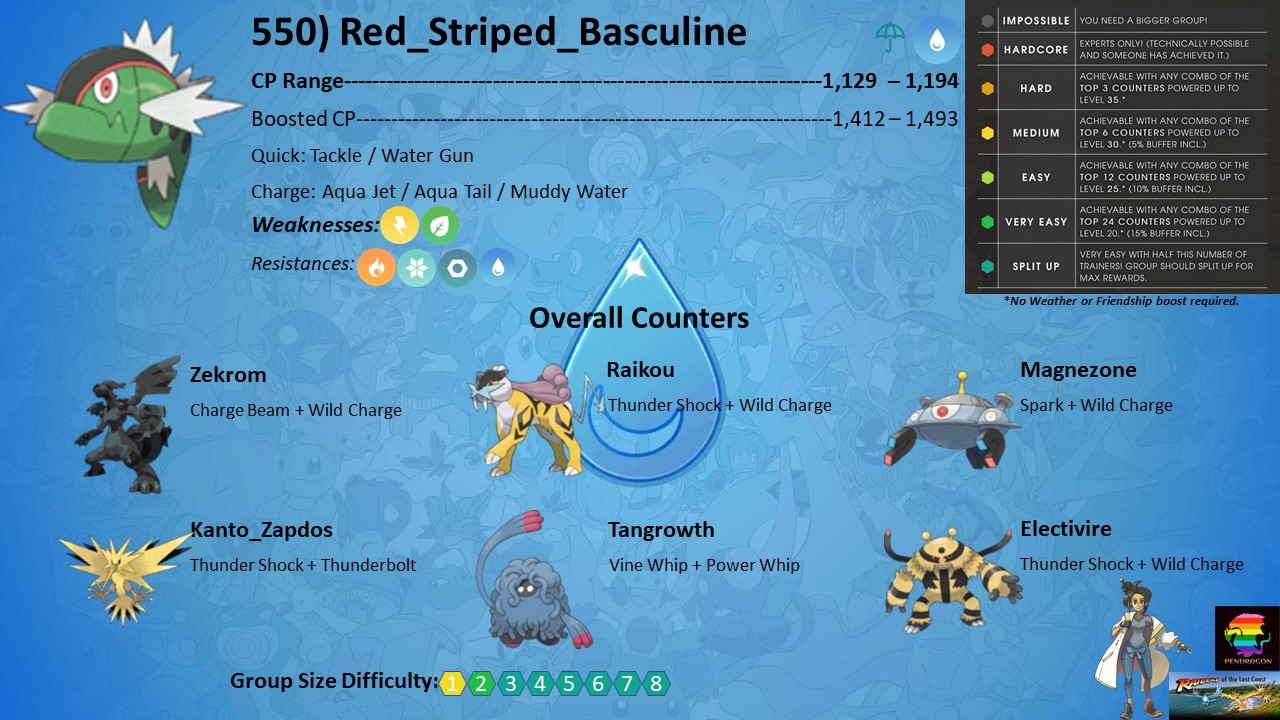 550) Red_Striped_Basculine
CP Range------------------------------------------------------------------1,129 – 1,194
Boosted CP------------------------------------------------------------------1,412 – 1,493
Quick: Tackle / Water Gun
Charge: Aqua Jet / Aqua Tail / Muddy Water
Weaknesses:
Resistances:
IMPOSSIBLE YOU NEED A BIGGER GROUP!
HARDCORE EXPERTS ONLY! (TECHNICALLY POSSIBLE
AND SOMEONE HAS ACHIEVED IT.)
HARD ACHIEVABLE WITH ANY COMBO OF THE
TOP 3 COUNTERS POWERED UP TO
LEVEL 35.*
MEDIUM ACHIEVABLE WITH ANY COMBO OF THE
TOP 6 COUNTERS POWERED UP TO
LEVEL 30.* (5% BUFFER INCL.)
EASY ACHIEVABLE WITH ANY COMBO OF THE
TOP 12 COUNTERS POWERED UP TO
LEVEL 25.* (10% BUFFER INCL.)
VERY EASY ACHIEVABLE WITH ANY COMBO OF THE
TOP 24 COUNTERS POWERED UP TO
LEVEL 20.* (15% BUFFER INCL.)
SPLIT UP VERY EASY WITH HALF THIS NUMBER OF
TRAINERS! GROUP SHOULD SPLIT UP FOR
MAX REWARDS.
*No Weather or Friendship boost required.
Overall Counters
Zekrom
Charge Beam + Wild Charge
Raikou
Thunder Shock + Wild Charge
Magnezone
Spark + Wild Charge
Kanto_Zapdos
Thunder Shock + Thunderbolt
Tangrowth
Vine Whip + Power Whip
Electivire
Thunder Shock + Wild Charge
Group Size Difficulty: 1 2 3 4 5 6 7 8
PENDRAGON
RAIDERS of the Lost Coast